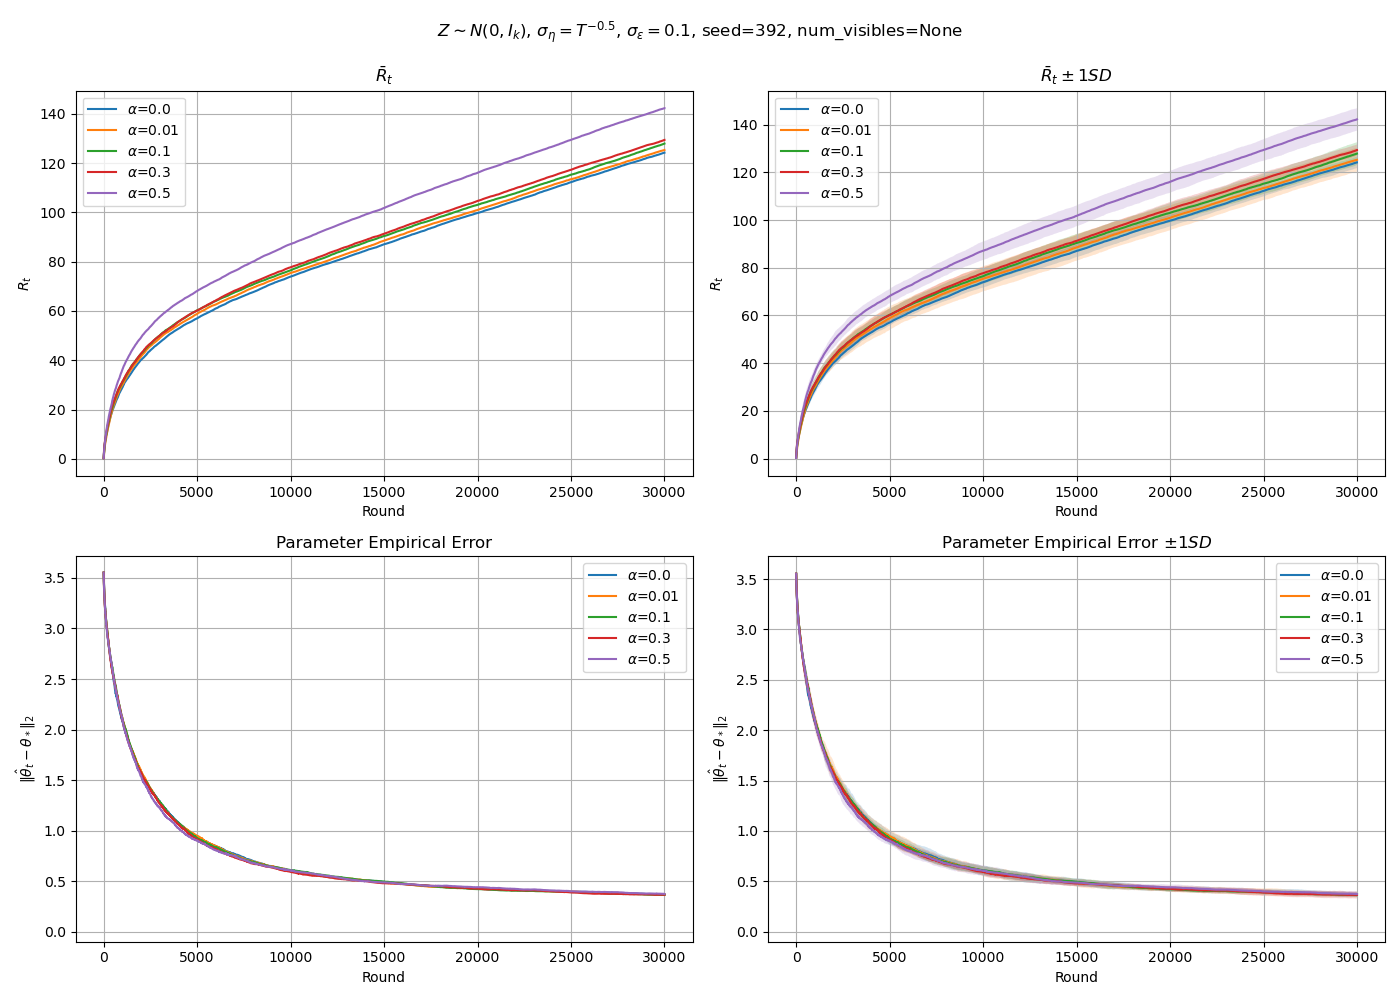 Z ∼ N(0, I_k), σ_η = T^{−0.5}, σ_ε = 0.1, seed=392, num_visibles=None
R̄_t
α=0.0
α=0.01
α=0.1
α=0.3
α=0.5
140
120
100
80
60
40
20
0
R_t
0 5000 10000 15000 20000 25000 30000
Round
R̄_t ± 1SD
α=0.0
α=0.01
α=0.1
α=0.3
α=0.5
140
120
100
80
60
40
20
0
R_t
0 5000 10000 15000 20000 25000 30000
Round
Parameter Empirical Error
α=0.0
α=0.01
α=0.1
α=0.3
α=0.5
3.5
3.0
2.5
2.0
1.5
1.0
0.5
0.0
‖θ̂_t − θ_*‖_2
0 5000 10000 15000 20000 25000 30000
Round
Parameter Empirical Error ±1SD
α=0.0
α=0.01
α=0.1
α=0.3
α=0.5
3.5
3.0
2.5
2.0
1.5
1.0
0.5
0.0
‖θ̂_t − θ_*‖_2
0 5000 10000 15000 20000 25000 30000
Round